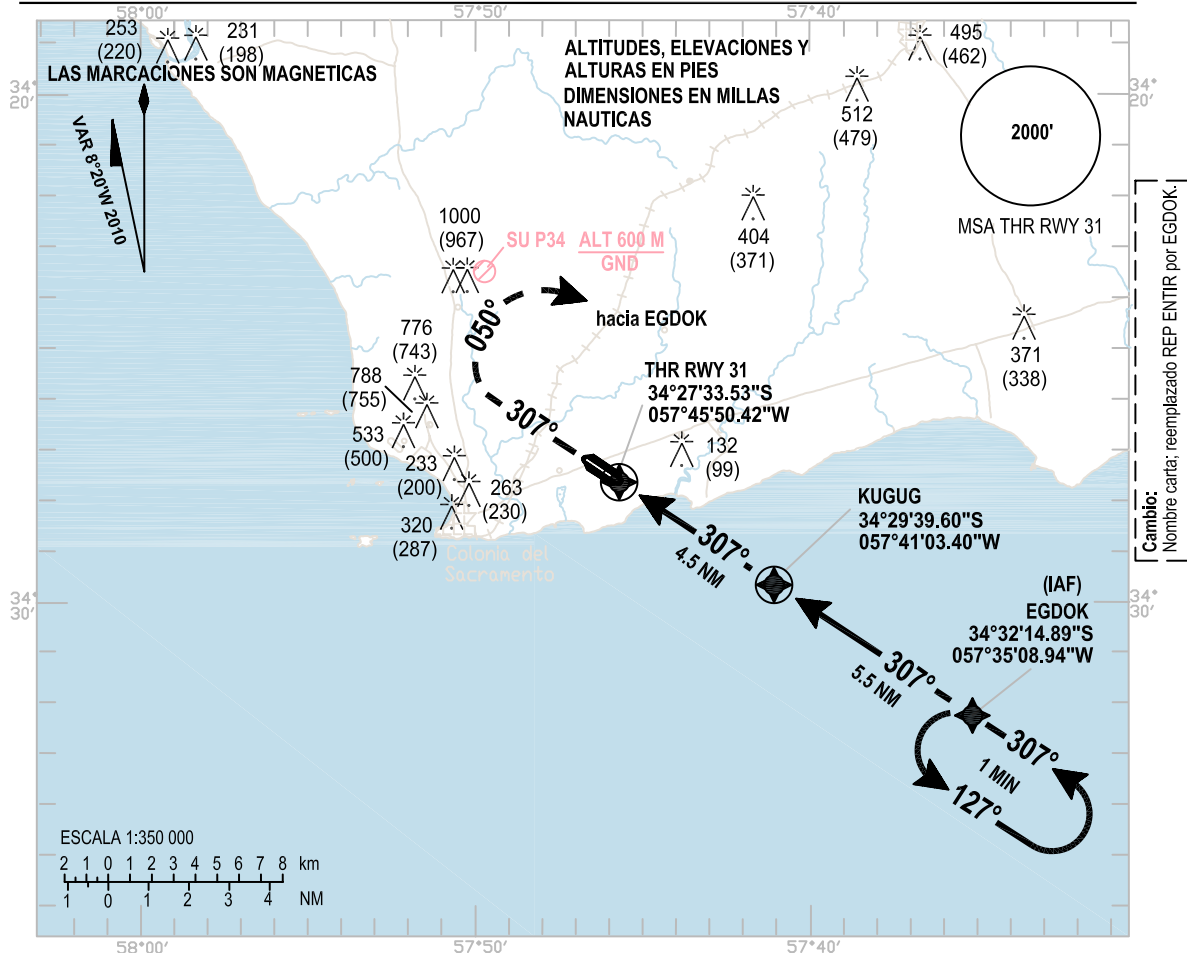 58°00'
57°50'
57°40'
253
(220)
231
(198)
LAS MARCACIONES SON MAGNETICAS
ALTITUDES, ELEVACIONES Y
ALTURAS EN PIES
DIMENSIONES EN MILLAS
NAUTICAS
495
(462)
34°
20'
34°
20'
VAR 8°20'W 2010
512
(479)
2000'
MSA THR RWY 31
404
(371)
1000
(967)
SU P34
ALT 600 M
GND
050°
hacia EGDOK
371
(338)
776
(743)
788
(755)
533
(500)
233
(200)
263
(230)
320
(287)
307°
THR RWY 31
34°27'33.53"S
057°45'50.42"W
132
(99)
Colonia del
Sacramento
307°
4.5 NM
KUGUG
34°29'39.60"S
057°41'03.40"W
(IAF)
EGDOK
34°32'14.89"S
057°35'08.94"W
307°
5.5 NM
307°
1 MIN
127°
34°
30'
34°
30'
Cambio:
Nombre carta, reemplazado REP ENTIR por EGDOK.
ESCALA 1:350 000
2 1 0 1 2 3 4 5 6 7 8 km
1 0 1 2 3 4 NM
58°00'
57°50'
57°40'